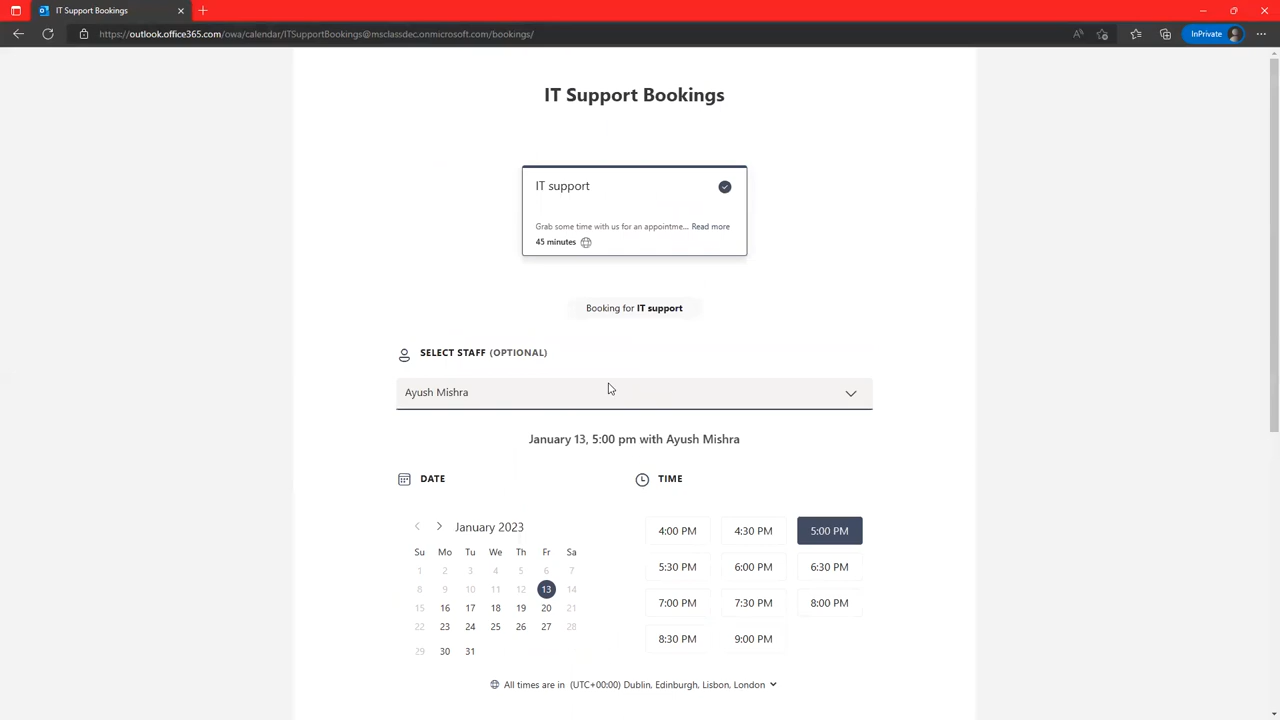 IT Support Bookings
https://outlook.office365.com/owa/calendar/ITSupportBookings@msclassdec.onmicrosoft.com/bookings/
InPrivate
IT Support Bookings
IT support
Grab some time with us for an appointme... Read more
45 minutes
Booking for IT support
SELECT STAFF (OPTIONAL)
Ayush Mishra
January 13, 5:00 pm with Ayush Mishra
DATE
TIME
January 2023
Su Mo Tu We Th Fr Sa
1 2 3 4 5 6 7
8 9 10 11 12 13 14
15 16 17 18 19 20 21
22 23 24 25 26 27 28
29 30 31
4:00 PM 4:30 PM 5:00 PM
5:30 PM 6:00 PM 6:30 PM
7:00 PM 7:30 PM 8:00 PM
8:30 PM 9:00 PM
All times are in (UTC+00:00) Dublin, Edinburgh, Lisbon, London